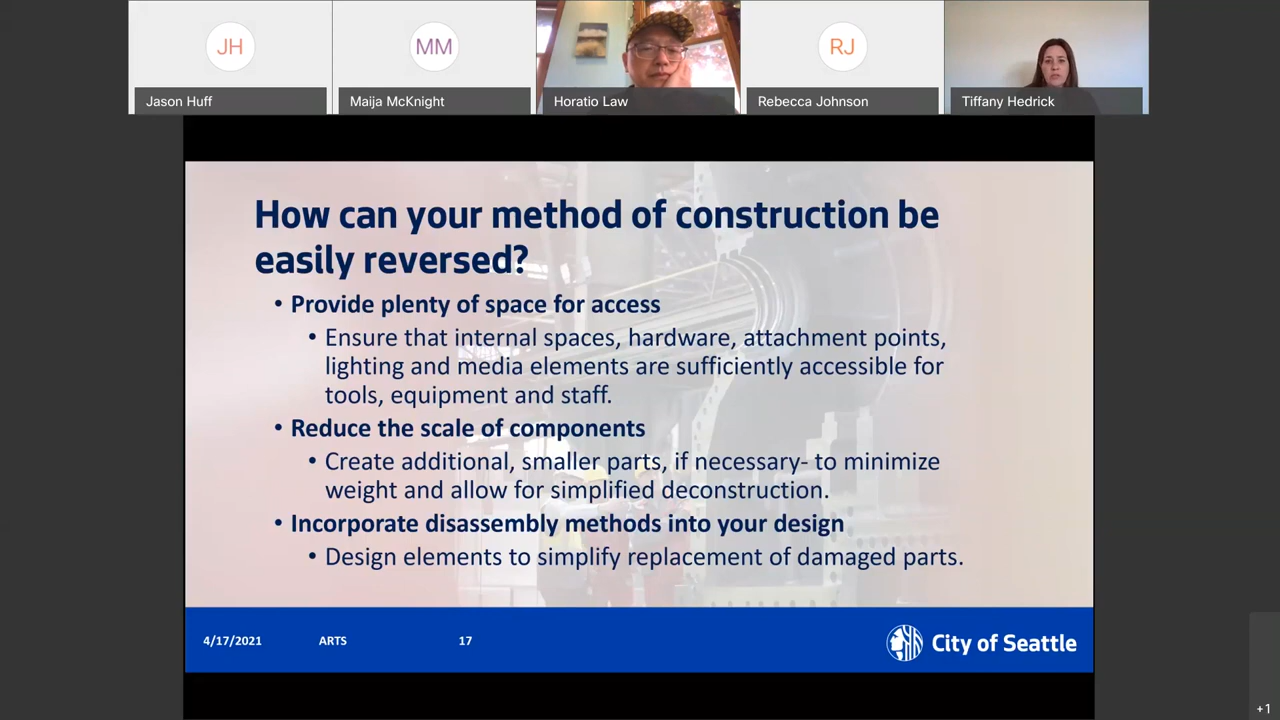 JH
MM
RJ
Jason Huff
Maija McKnight
Horatio Law
Rebecca Johnson
Tiffany Hedrick
How can your method of construction be
easily reversed?
• Provide plenty of space for access
• Ensure that internal spaces, hardware, attachment points,
lighting and media elements are sufficiently accessible for
tools, equipment and staff.
• Reduce the scale of components
• Create additional, smaller parts, if necessary- to minimize
weight and allow for simplified deconstruction.
• Incorporate disassembly methods into your design
• Design elements to simplify replacement of damaged parts.
4/17/2021
ARTS
17
City of Seattle
+1